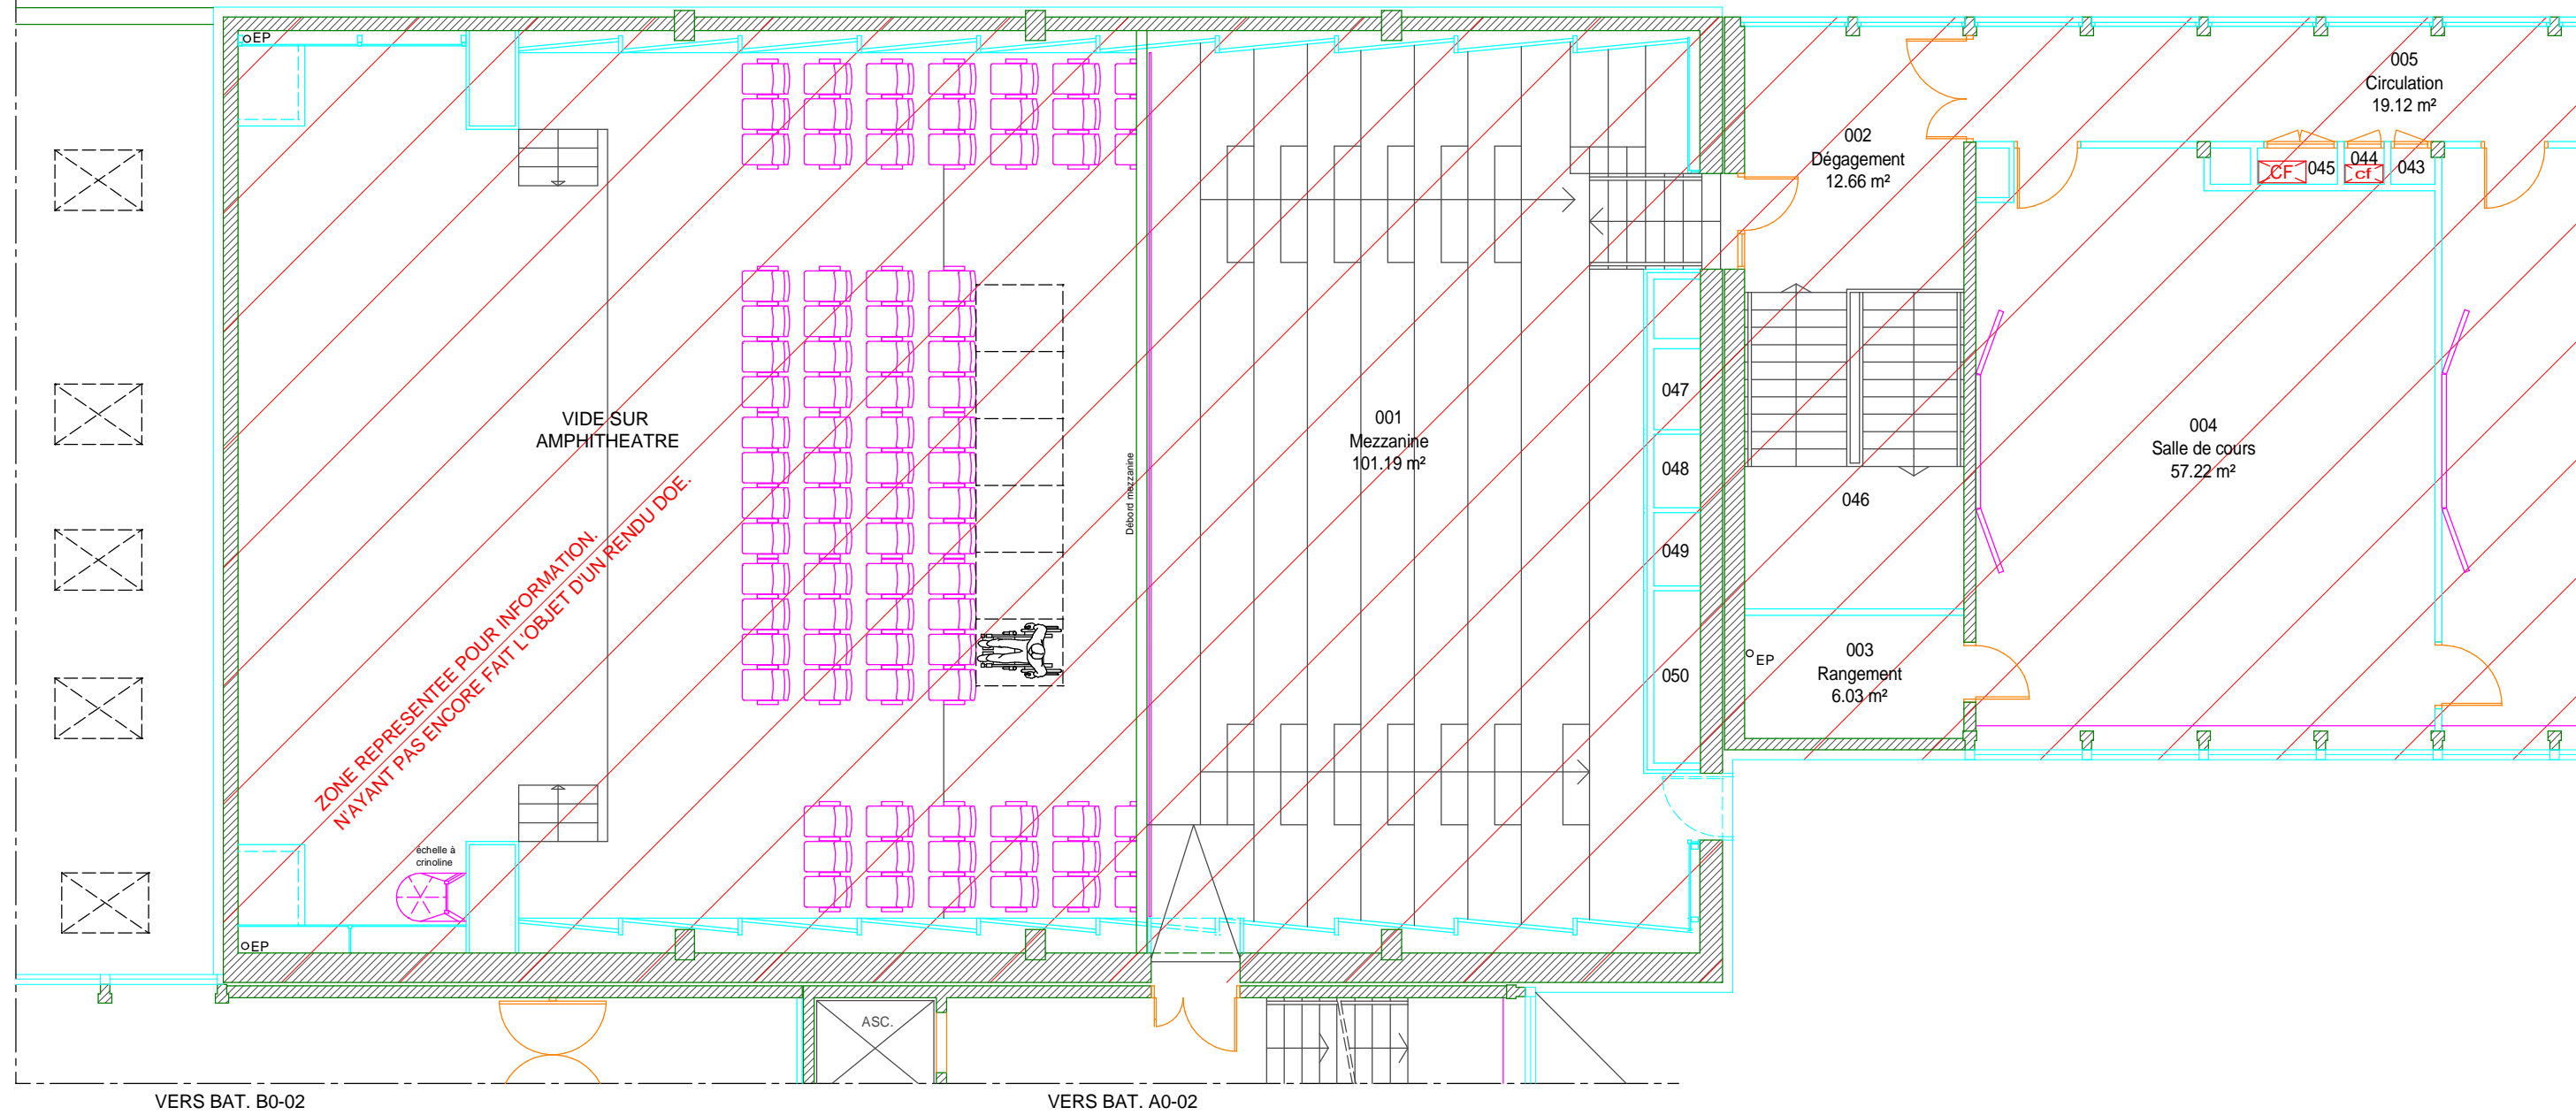 EP
005
Circulation
19.12 m²
002
Dégagement
12.66 m²
CF
045
044
cf
043
VIDE SUR
AMPHITHEATRE
Débord mezzanine
001
Mezzanine
101.19 m²
047
048
049
050
046
004
Salle de cours
57.22 m²
ZONE REPRESENTEE POUR INFORMATION.
N'AYANT PAS ENCORE FAIT L'OBJET D'UN RENDU DOE.
003
Rangement
6.03 m²
EP
échelle à
crinoline
EP
ASC.
VERS BAT. B0-02
VERS BAT. A0-02